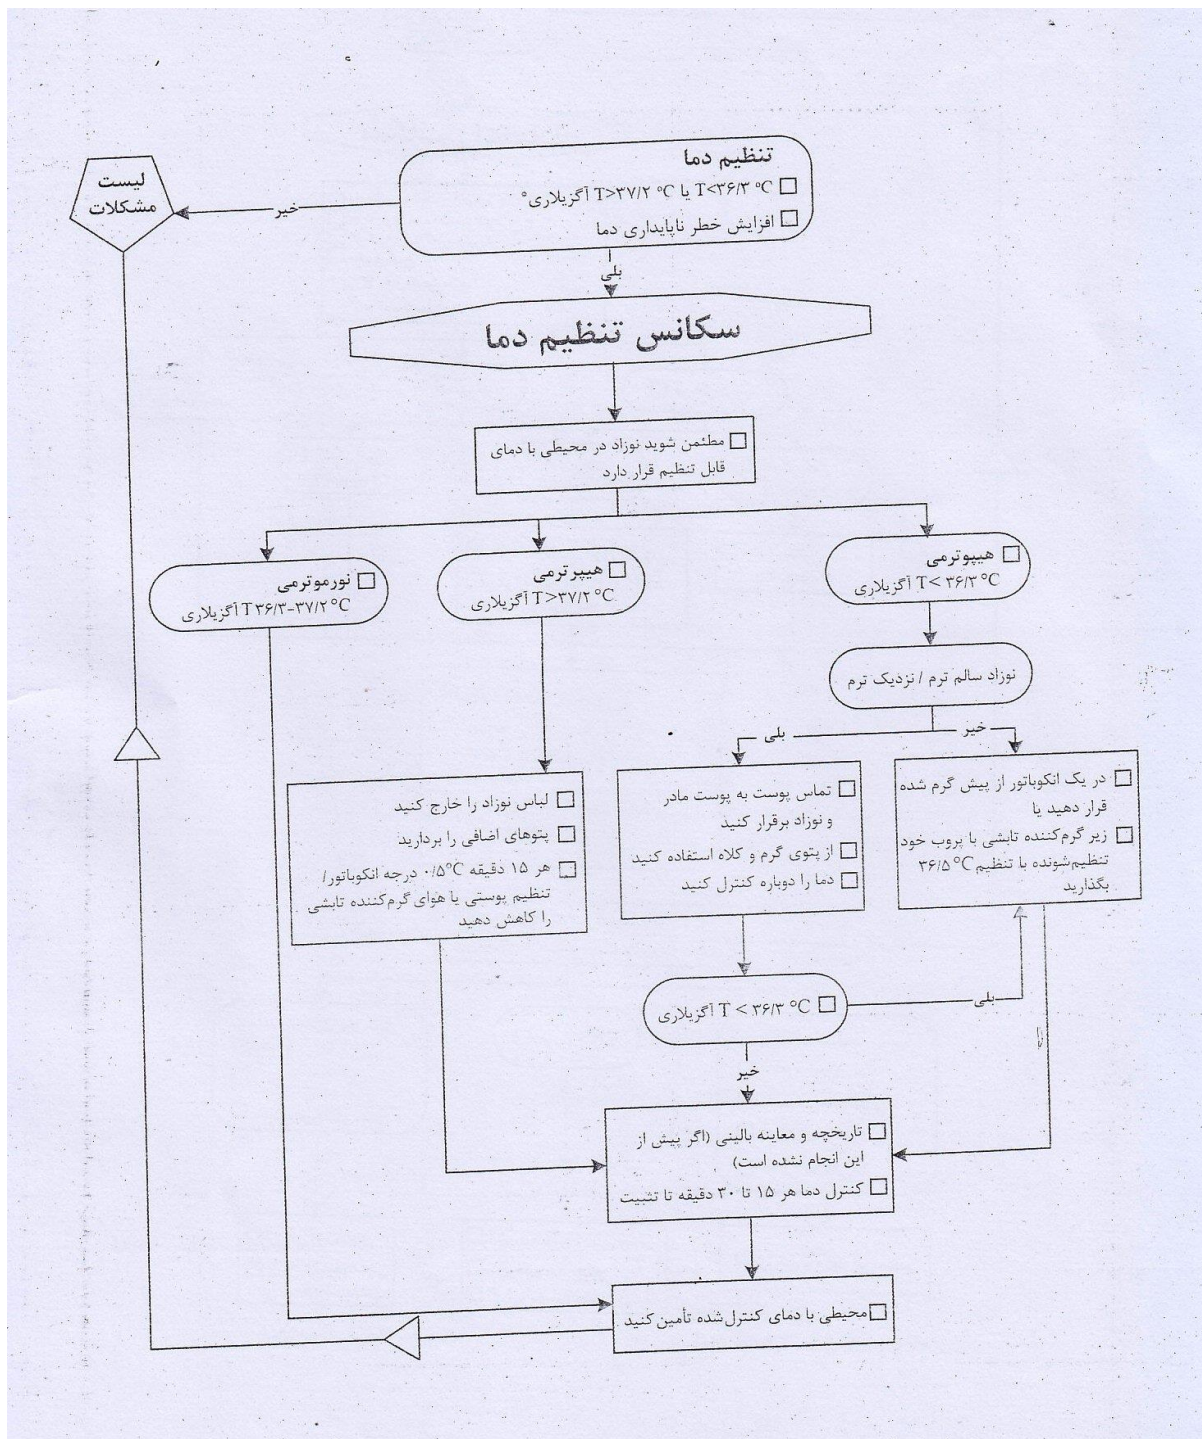 تنظیم دما
T<۳۶/۳ °C یا T>۳۷/۲ °C آگزیلاری°
افزایش خطر ناپایداری دما
لیست
مشکلات
خیر
بلی
سکانس تنظیم دما
مطئمن شوید نوزاد در محیطی با دمای
قابل تنظیم قرار دارد
هیپوترمی
T< ۳۶/۳ °C آگزیلاری
هیپرترمی
T>۳۷/۲ °C آگزیلاری
نورموترمی
T ۳۶/۳-۳۷/۲ °C آگزیلاری
نوزاد سالم ترم / نزدیک ترم
خیر
بلی
در یک انکوباتور از پیش گرم شده
قرار دهید یا
زیر گرم‌کننده تابشی با پروب خود
تنظیم‌شونده با تنظیم ۳۶/۵ °C
بگذارید
تماس پوست به پوست مادر
و نوزاد برقرار کنید
از پتوی گرم و کلاه استفاده کنید
دما را دوباره کنترل کنید
لباس نوزاد را خارج کنید
پتوهای اضافی را بردارید
هر ۱۵ دقیقه ۰/۵°C درجه انکوباتور/
تنظیم پوستی یا هوای گرم‌کننده تابشی
را کاهش دهید
T < ۳۶/۳ °C آگزیلاری
بلی
خیر
تاریخچه و معاینه بالینی (اگر پیش از
این انجام نشده است)
کنترل دما هر ۱۵ تا ۳۰ دقیقه تا تثبیت
محیطی با دمای کنترل‌شده تأمین کنید